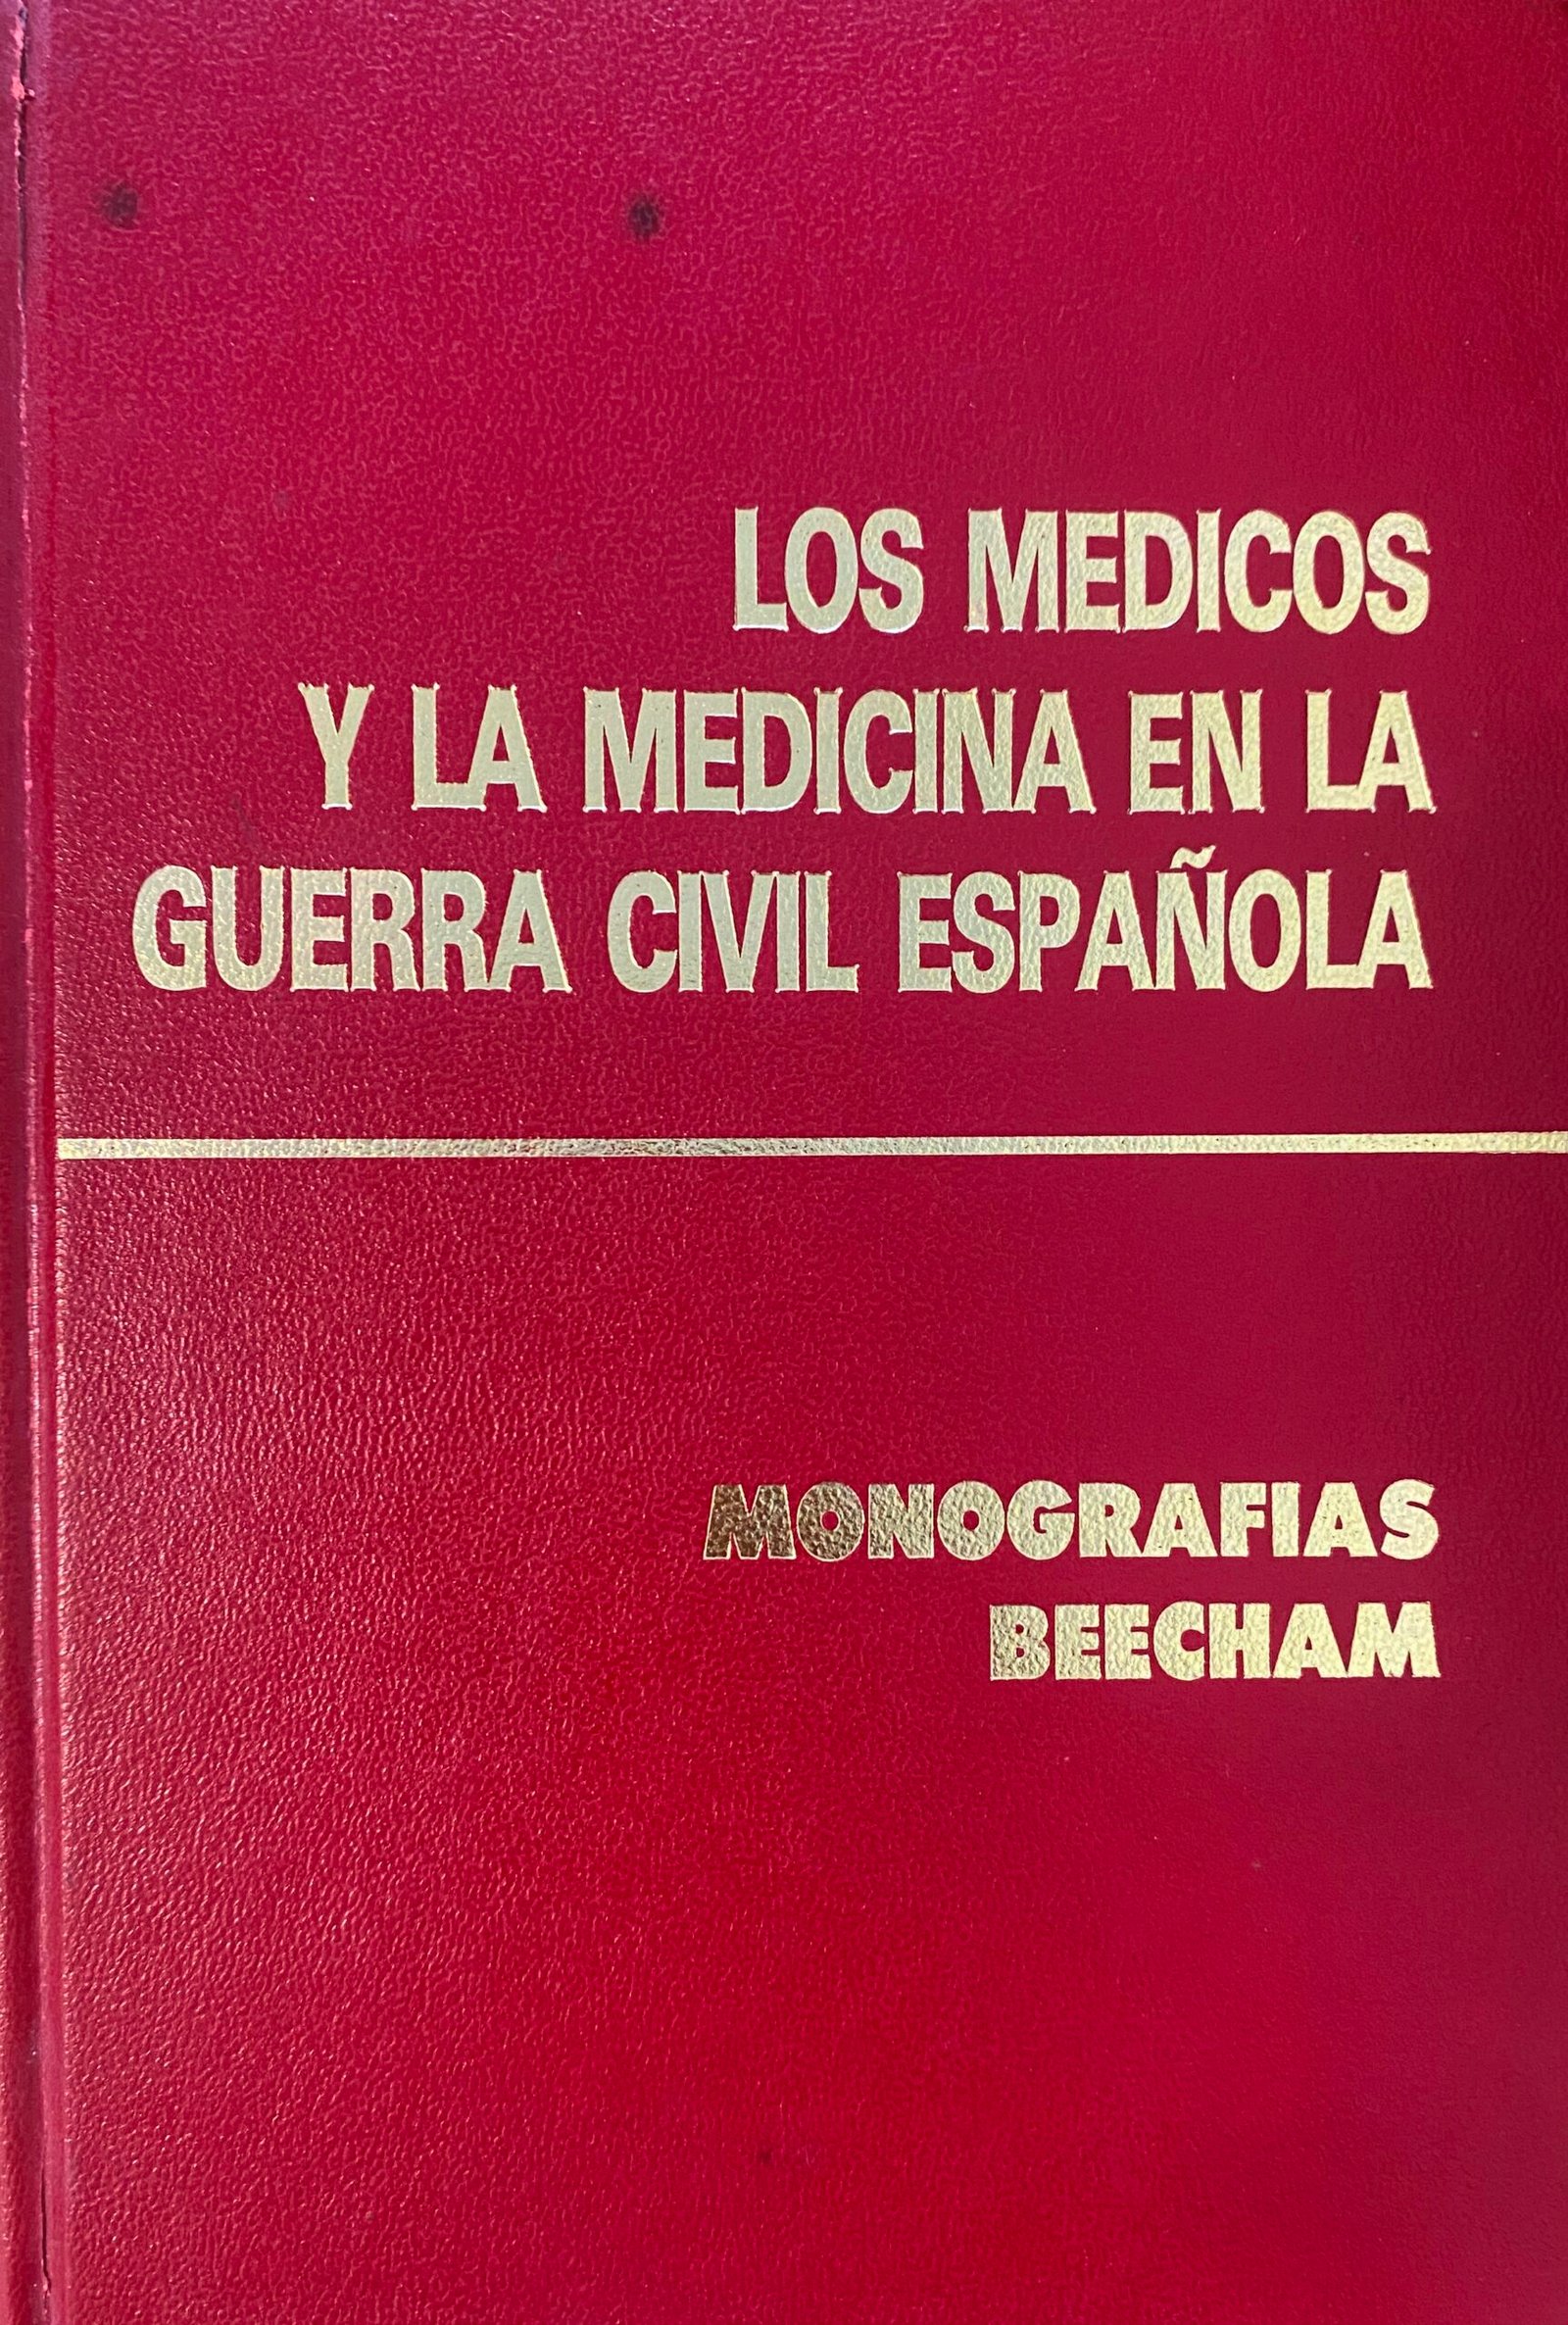 LOS MEDICOS
Y LA MEDICINA EN LA
GUERRA CIVIL ESPAÑOLA
MONOGRAFIAS
BEECHAM